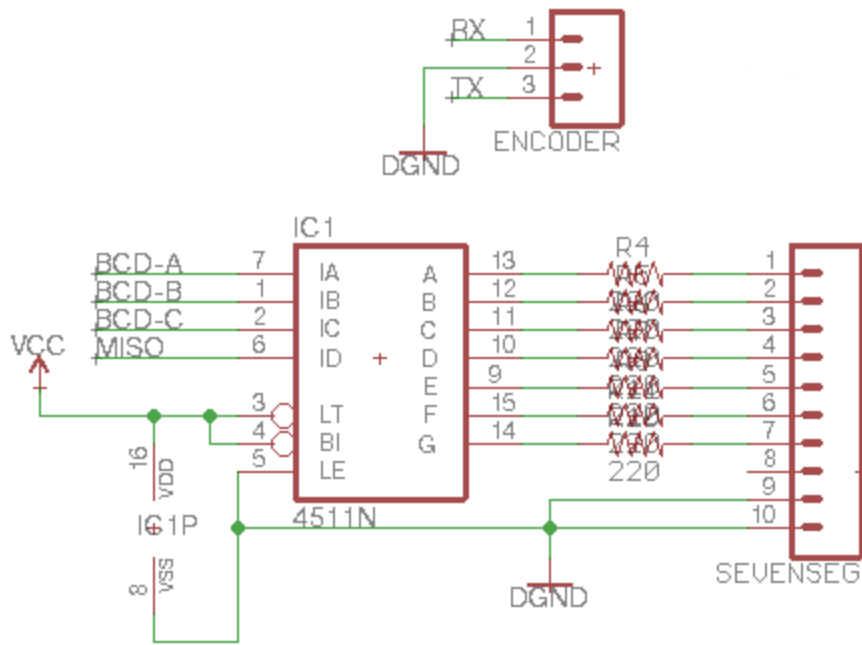 RX 1
2
TX 3
ENCODER
DGND
IC1
R4
BCD-A 7 IA A 13 1
BCD-B 1 IB B 12 2
BCD-C 2 IC C 11 3
MISO 6 ID D 10 4
VCC
E 9 5
3 LT F 15 6
4 BI G 14 7
5 LE 220 8
9
4511N 10
16 VDD
IC1P
8 VSS
DGND
SEVENSEG